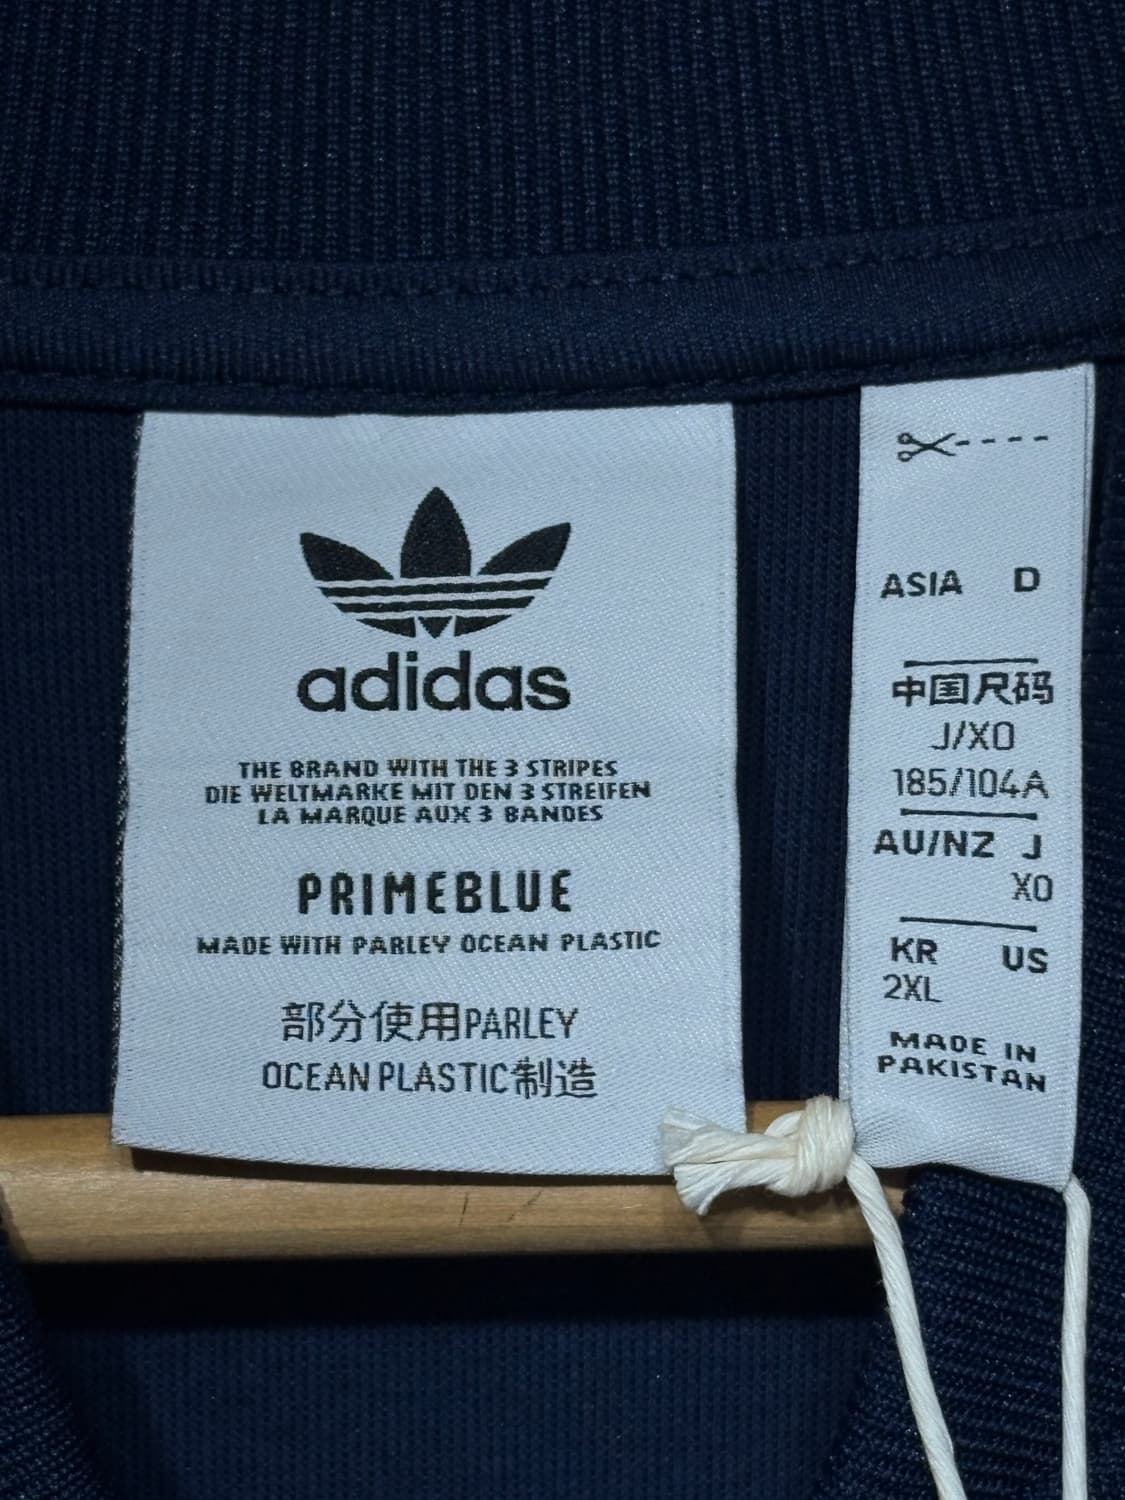 adidas
THE BRAND WITH THE 3 STRIPES
DIE WELTMARKE MIT DEN 3 STREIFEN
LA MARQUE AUX 3 BANDES
PRIMEBLUE
MADE WITH PARLEY OCEAN PLASTIC
部分使用PARLEY
OCEAN PLASTIC制造
ASIA D
中国尺码
J/XO
185/104A
AU/NZ J
XO
KR US
2XL
MADE IN
PAKISTAN